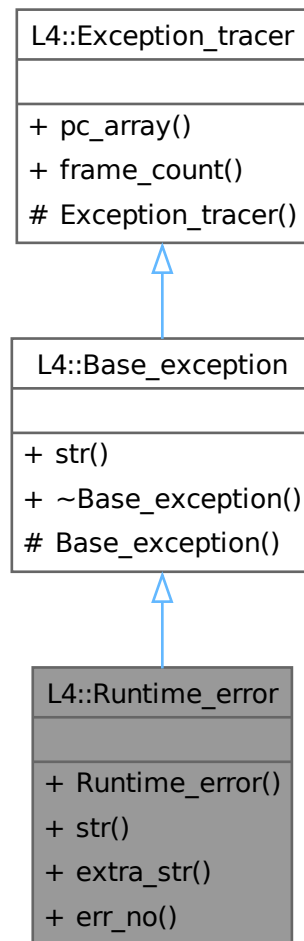 L4::Exception_tracer
+ pc_array()
+ frame_count()
# Exception_tracer()
L4::Base_exception
+ str()
+ ~Base_exception()
# Base_exception()
L4::Runtime_error
+ Runtime_error()
+ str()
+ extra_str()
+ err_no()